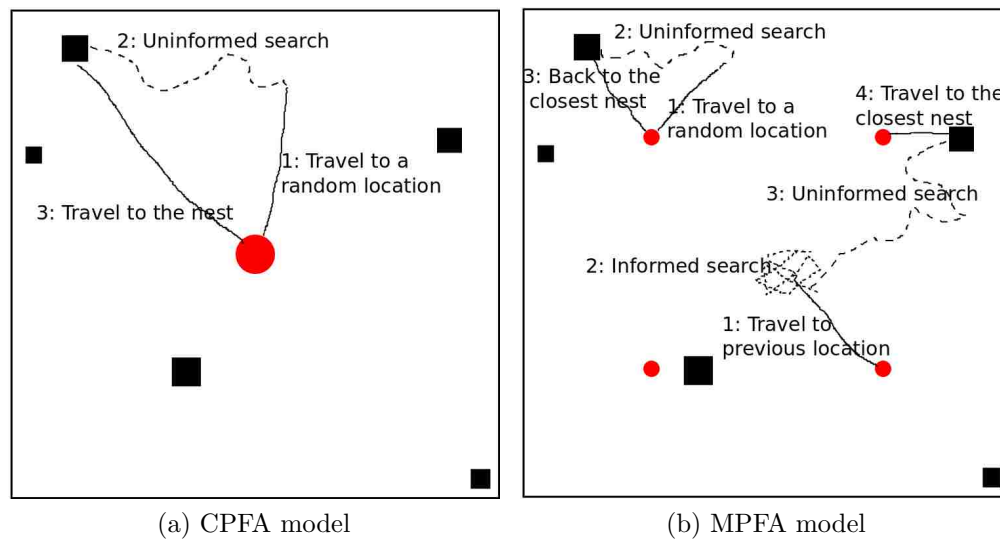 2: Uninformed search
1: Travel to a
random location
3: Travel to the nest
(a) CPFA model
2: Uninformed search
3: Back to the
closest nest
1: Travel to a
random location
4: Travel to the
closest nest
3: Uninformed search
2: Informed search
1: Travel to
previous location
(b) MPFA model